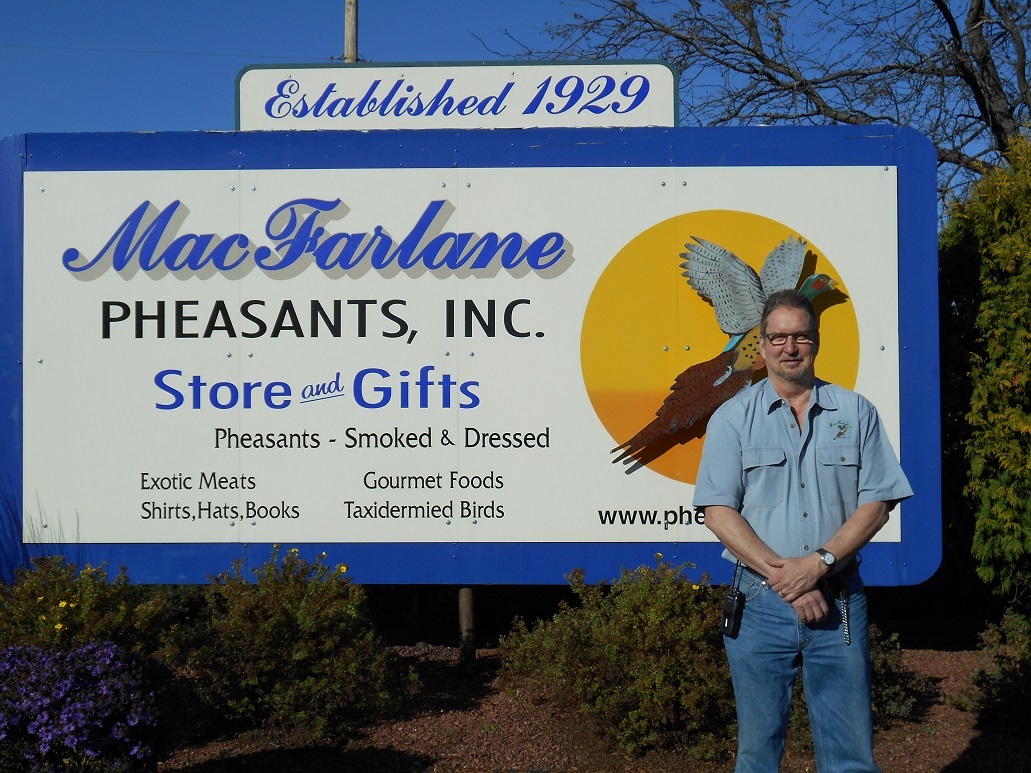 Established 1929
MacFarlane
PHEASANTS, INC.
Store and Gifts
Pheasants - Smoked & Dressed
Exotic Meats Gourmet Foods
Shirts,Hats,Books Taxidermied Birds
www.phe